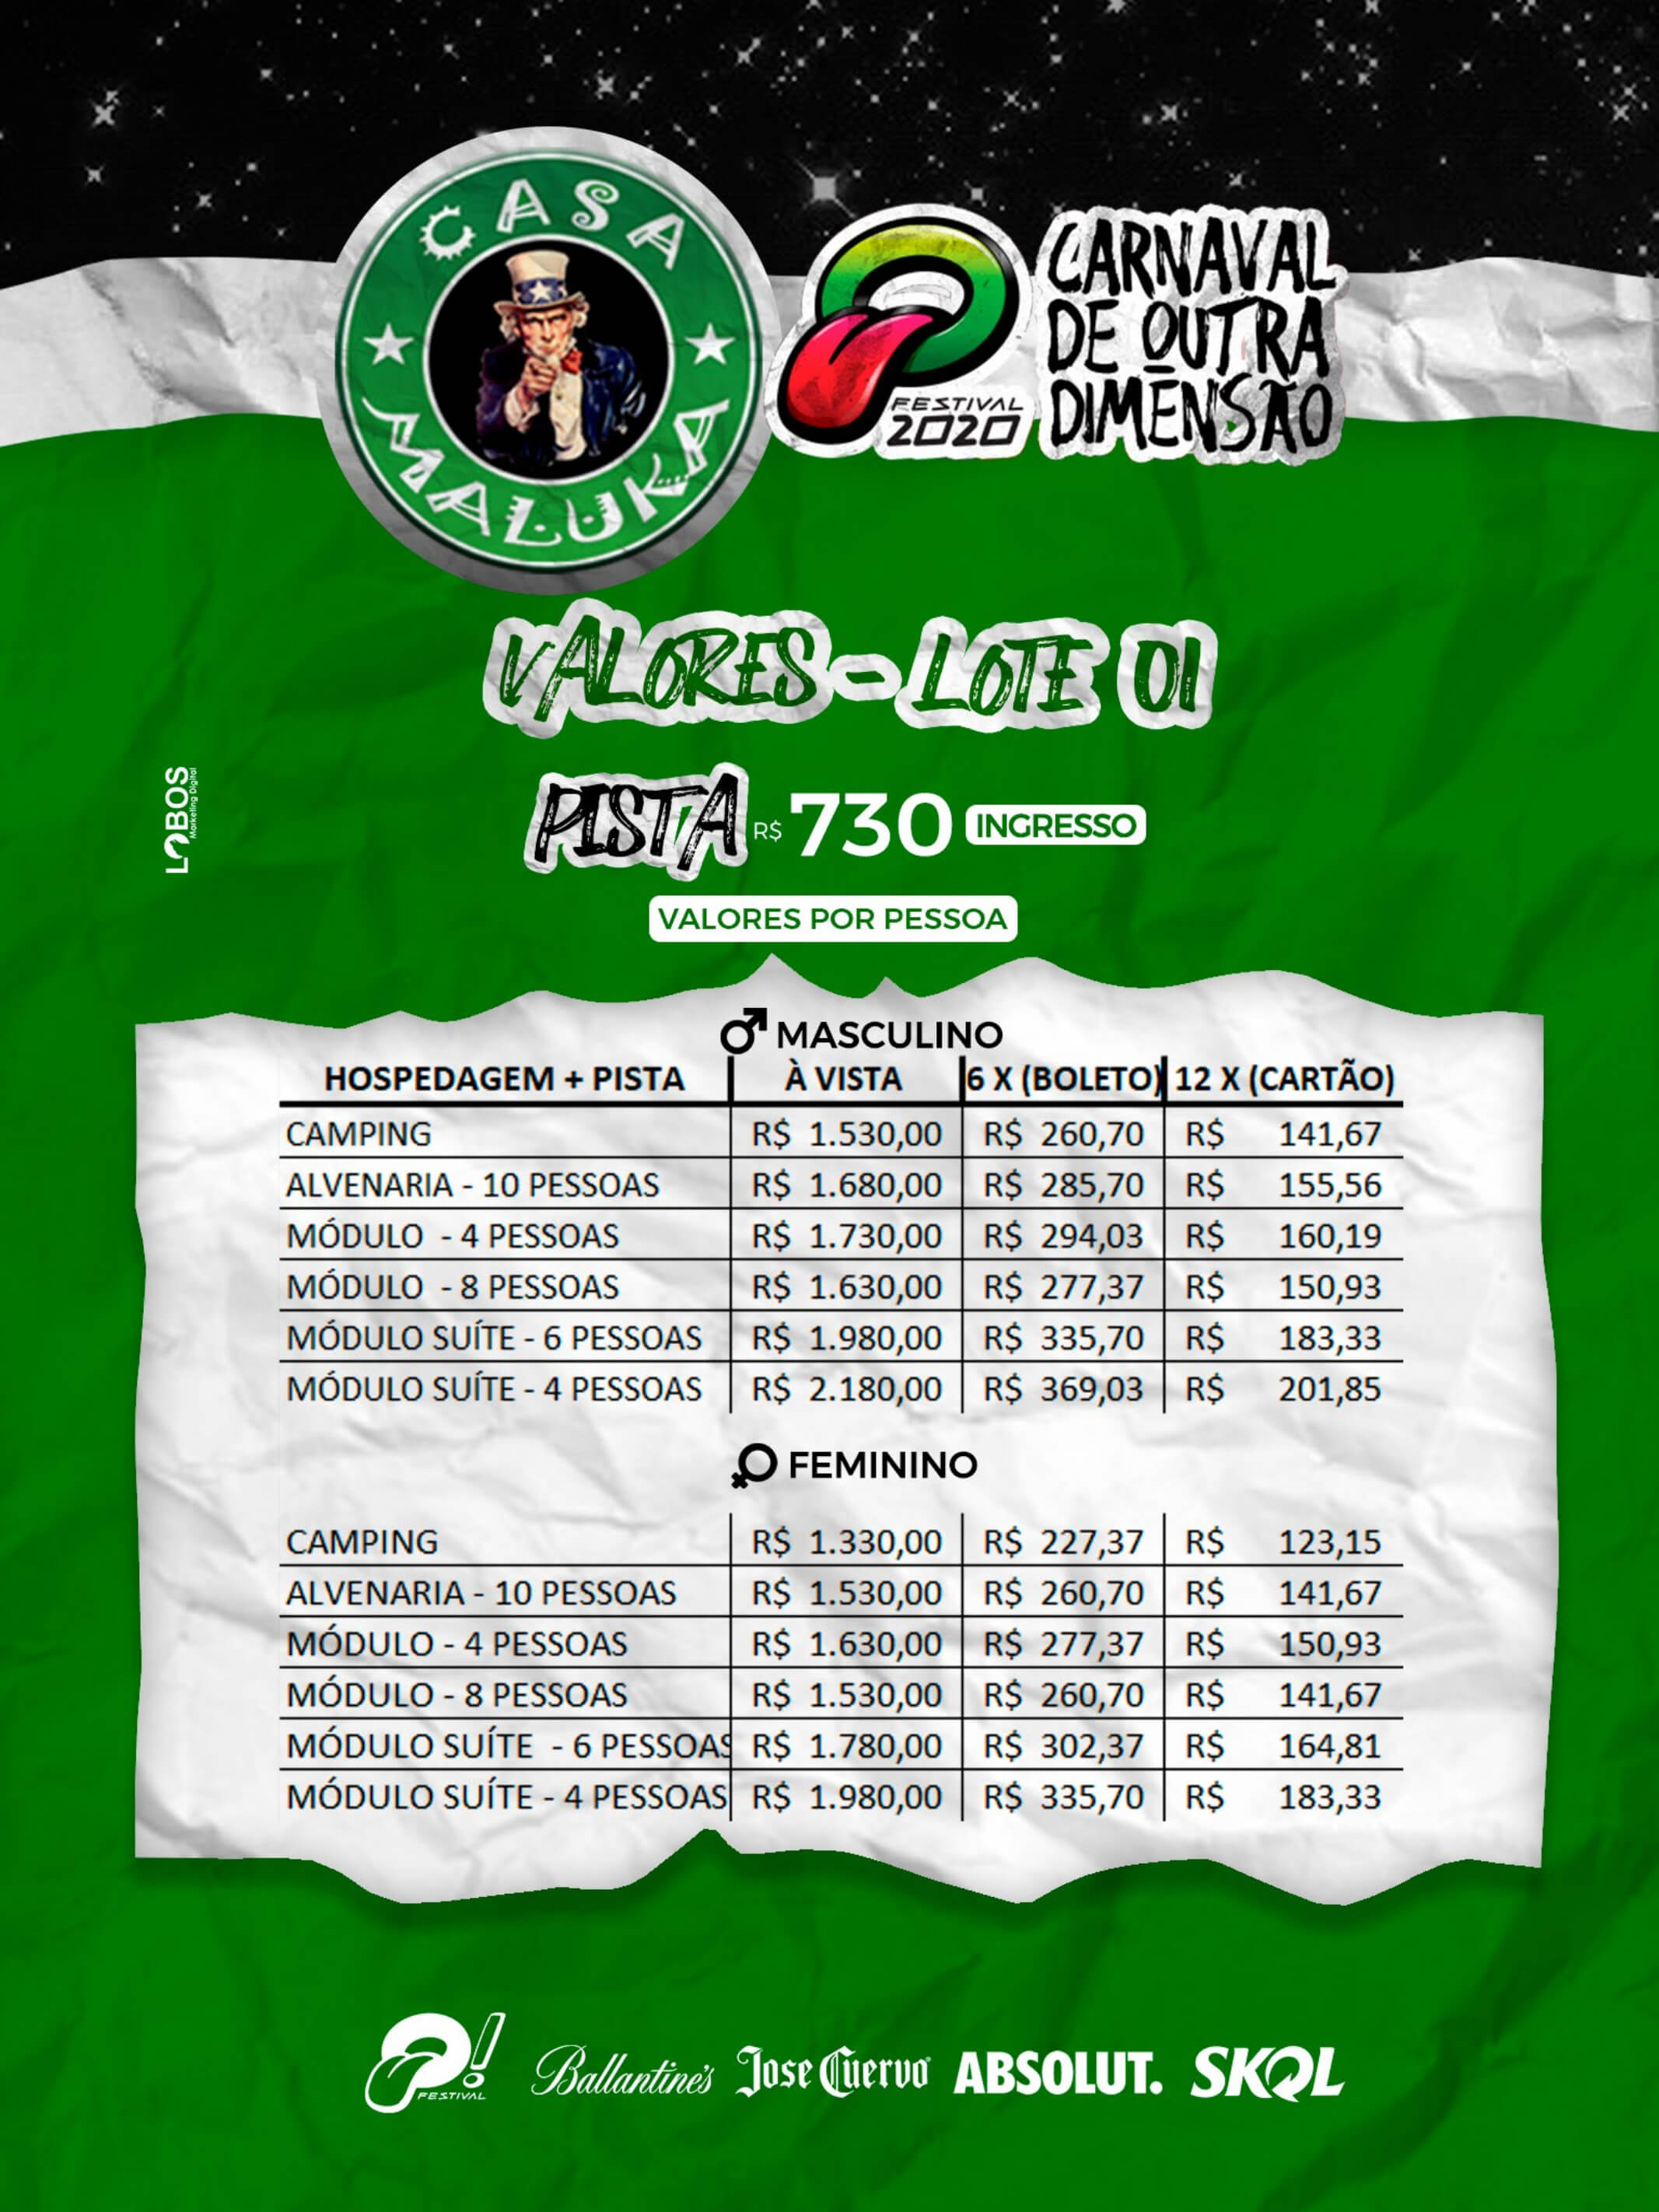 CASA
MALUKA
FESTIVAL
2020
CARNAVAL
DE OUTRA
DIMENSÃO
VALORES - LOTE 01
LOBOS
Marketing Digital
PISTA R$ 730 INGRESSO
VALORES POR PESSOA
MASCULINO
HOSPEDAGEM + PISTA À VISTA 6 X (BOLETO) 12 X (CARTÃO)
CAMPING R$ 1.530,00 R$ 260,70 R$ 141,67
ALVENARIA - 10 PESSOAS R$ 1.680,00 R$ 285,70 R$ 155,56
MÓDULO - 4 PESSOAS R$ 1.730,00 R$ 294,03 R$ 160,19
MÓDULO - 8 PESSOAS R$ 1.630,00 R$ 277,37 R$ 150,93
MÓDULO SUÍTE - 6 PESSOAS R$ 1.980,00 R$ 335,70 R$ 183,33
MÓDULO SUÍTE - 4 PESSOAS R$ 2.180,00 R$ 369,03 R$ 201,85
FEMININO
CAMPING R$ 1.330,00 R$ 227,37 R$ 123,15
ALVENARIA - 10 PESSOAS R$ 1.530,00 R$ 260,70 R$ 141,67
MÓDULO - 4 PESSOAS R$ 1.630,00 R$ 277,37 R$ 150,93
MÓDULO - 8 PESSOAS R$ 1.530,00 R$ 260,70 R$ 141,67
MÓDULO SUÍTE - 6 PESSOAS R$ 1.780,00 R$ 302,37 R$ 164,81
MÓDULO SUÍTE - 4 PESSOAS R$ 1.980,00 R$ 335,70 R$ 183,33
P! FESTIVAL Ballantine's Jose Cuervo ABSOLUT. SKOL